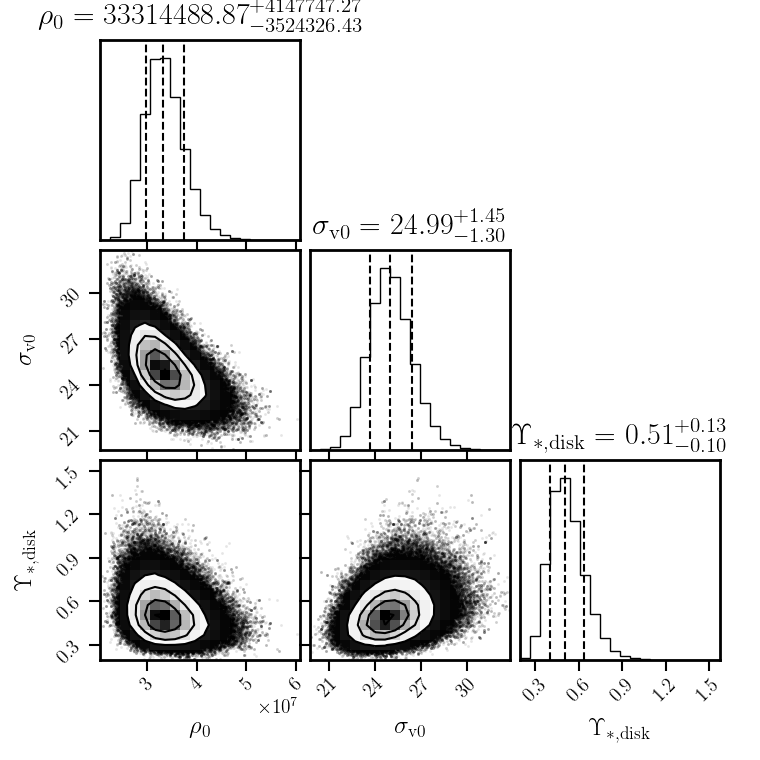 ρ₀ = 33314488.87⁺⁴¹⁴⁷⁷⁴⁷·²⁷₋₃₅₂₄₃₂₆.₄₃
σᵥ₀ = 24.99⁺¹·⁴⁵₋₁.₃₀
30
27
24
21
σᵥ₀
ϒ∗,disk = 0.51⁺⁰·¹³₋₀.₁₀
1.5
1.2
0.9
0.6
0.3
ϒ∗,disk
3 4 5 6 21 24 27 30 0.3 0.6 0.9 1.2 1.5
×10⁷
ρ₀ σᵥ₀ ϒ∗,disk